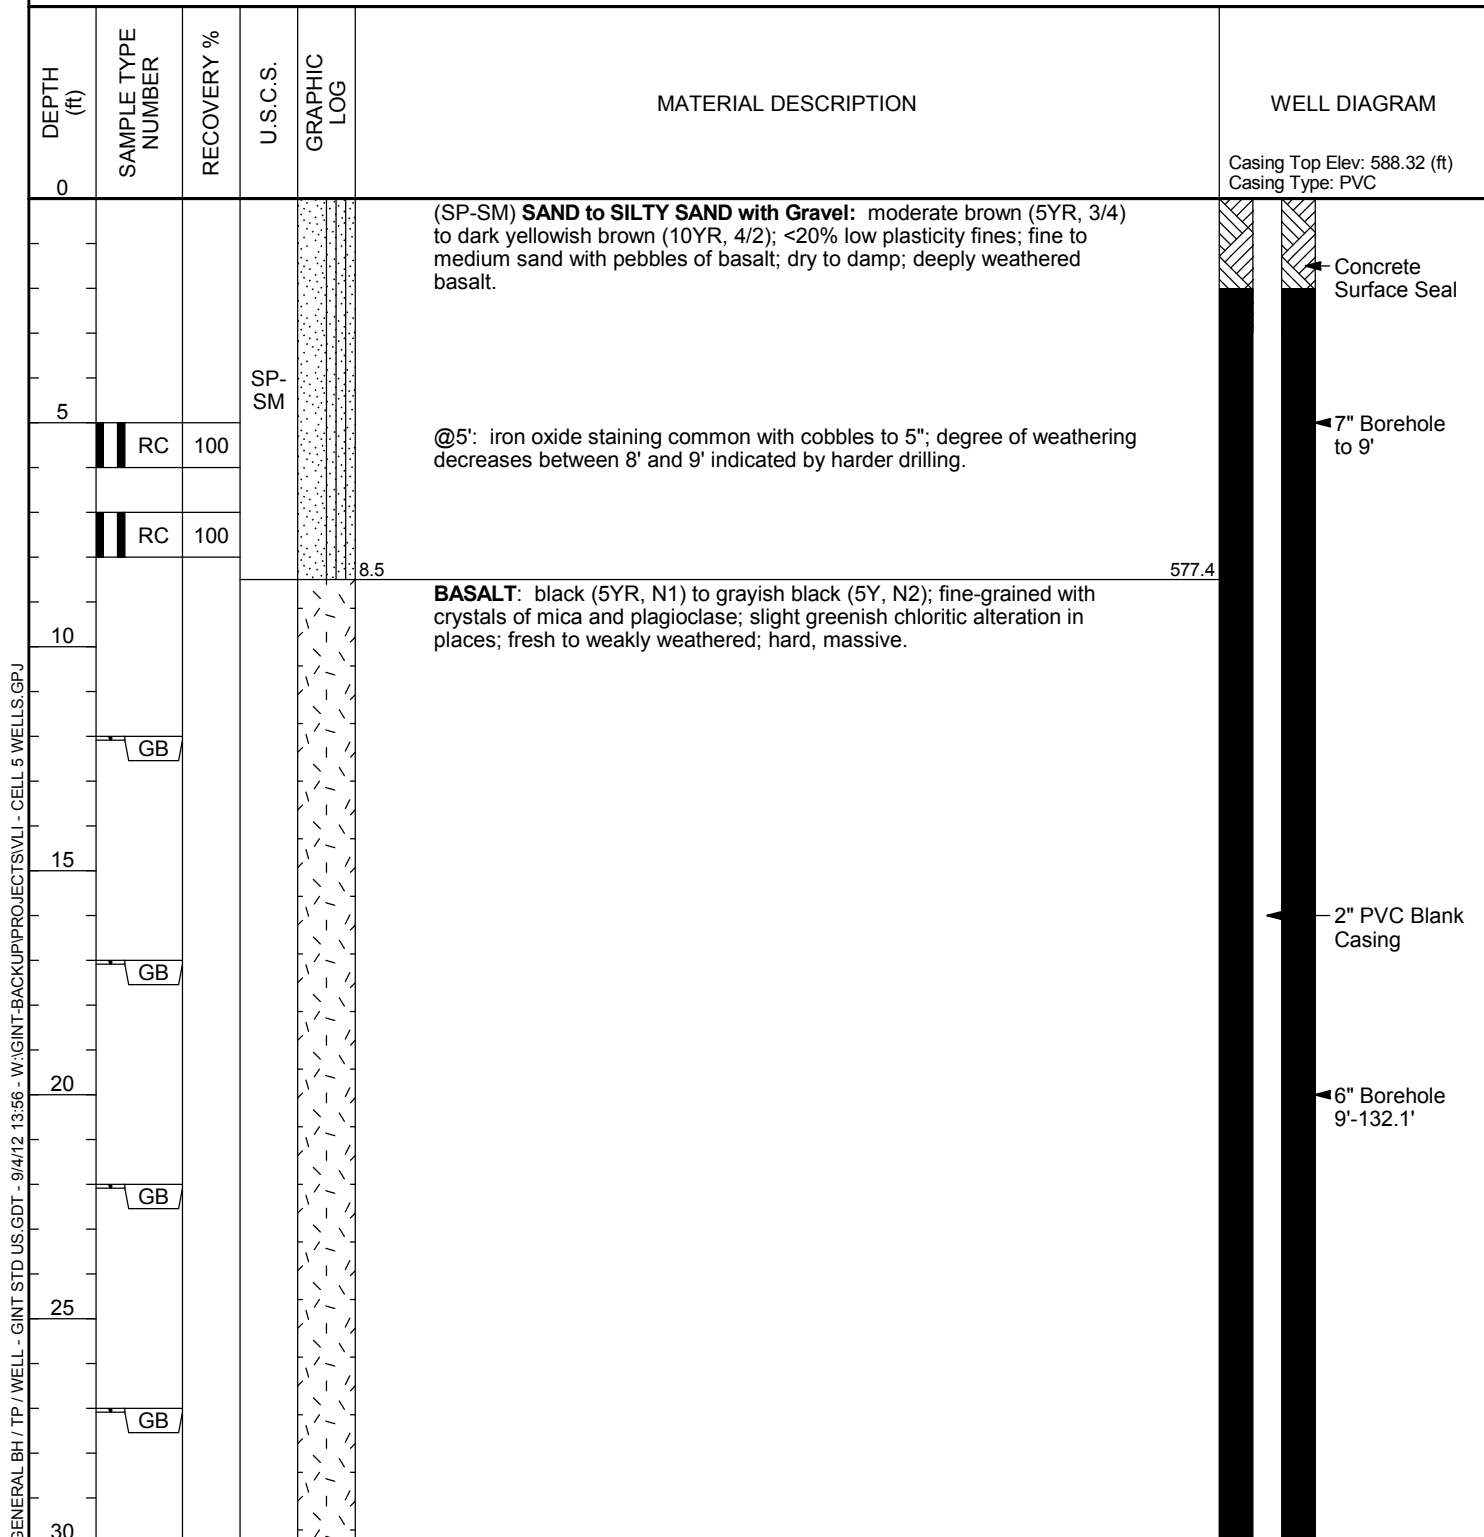 DEPTH
(ft)
SAMPLE TYPE
NUMBER
RECOVERY %
U.S.C.S.
GRAPHIC
LOG
MATERIAL DESCRIPTION
WELL DIAGRAM
Casing Top Elev: 588.32 (ft)
Casing Type: PVC
0
(SP-SM) SAND to SILTY SAND with Gravel: moderate brown (5YR, 3/4)
to dark yellowish brown (10YR, 4/2); <20% low plasticity fines; fine to
medium sand with pebbles of basalt; dry to damp; deeply weathered
basalt.
Concrete
Surface Seal
SP-
SM
5
7" Borehole
to 9'
RC 100
@5': iron oxide staining common with cobbles to 5"; degree of weathering
decreases between 8' and 9' indicated by harder drilling.
RC 100
8.5 577.4
BASALT: black (5YR, N1) to grayish black (5Y, N2); fine-grained with
crystals of mica and plagioclase; slight greenish chloritic alteration in
places; fresh to weakly weathered; hard, massive.
10
GB
15
2" PVC Blank
Casing
GB
20
6" Borehole
9'-132.1'
GB
25
GB
30
GENERAL BH / TP / WELL - GINT STD US.GDT - 9/4/12 13:56 - W:\GINT-BACKUP\PROJECTS\VLI - CELL 5 WELLS.GPJ